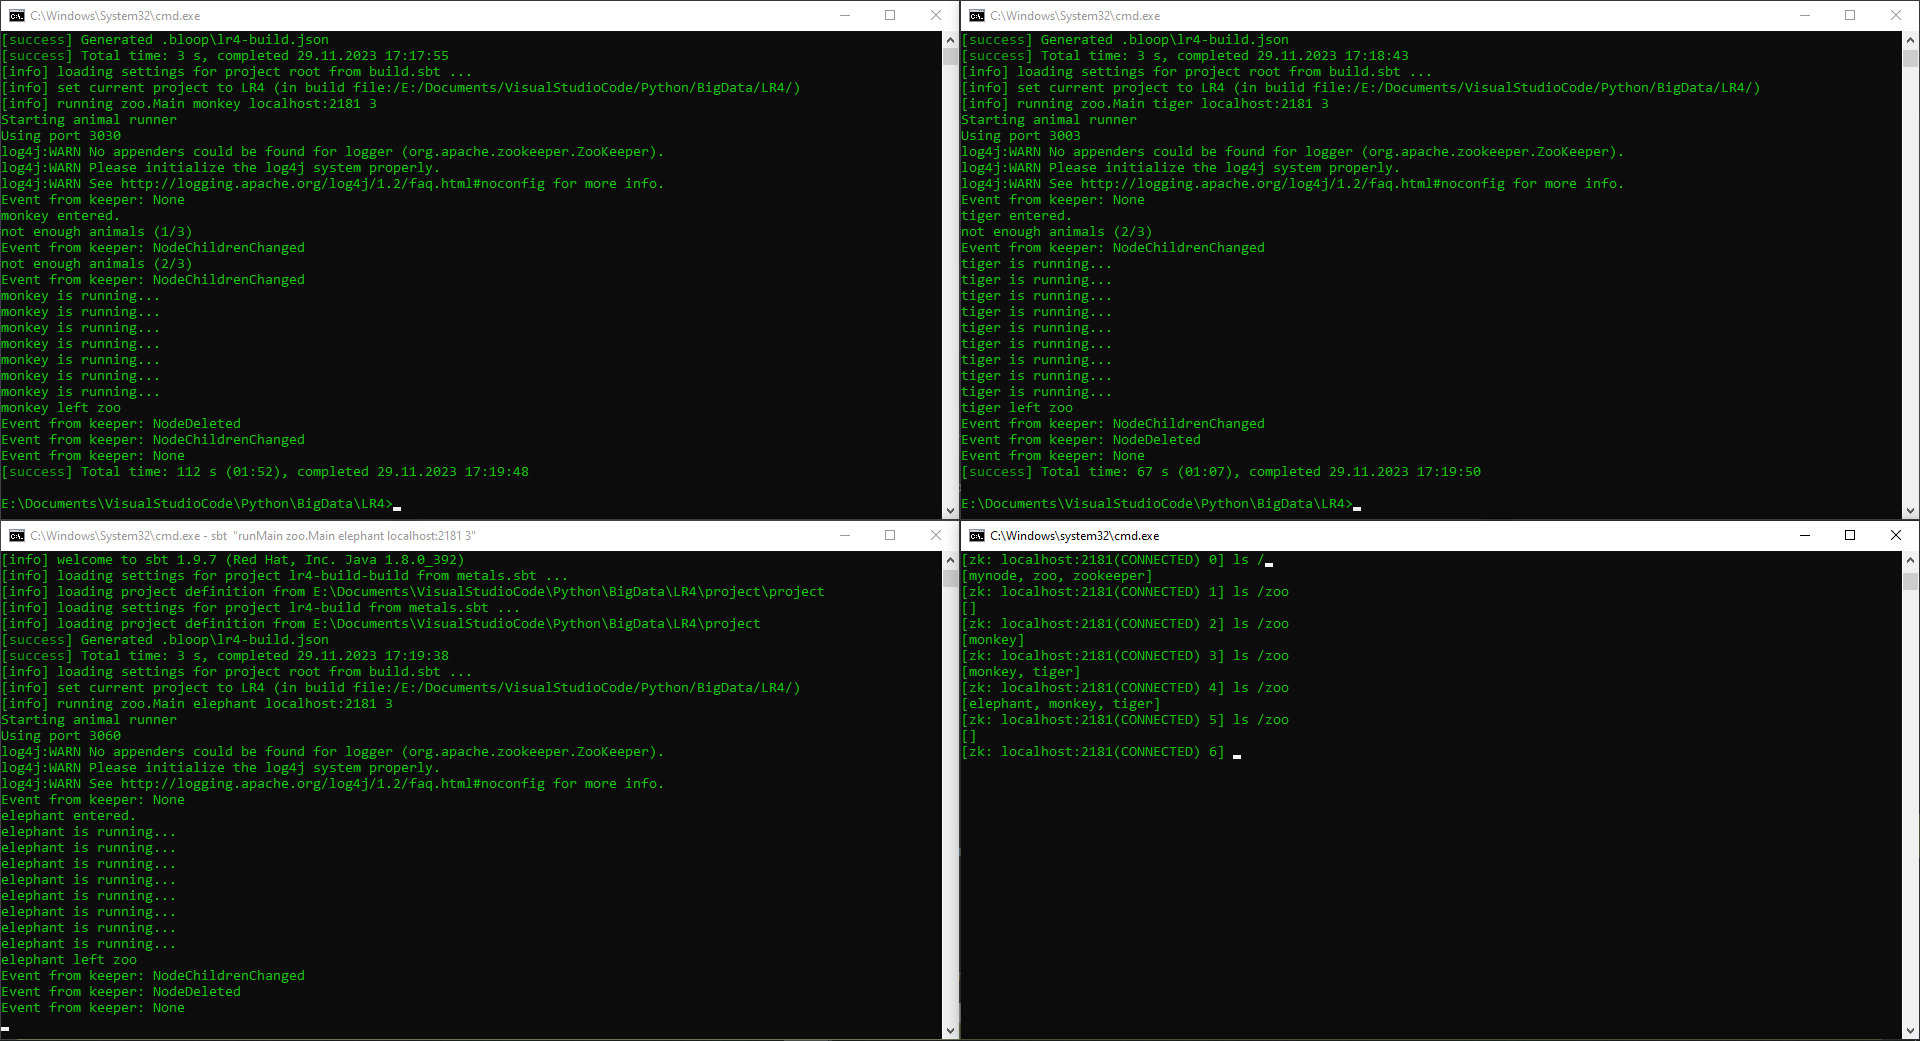 C:\Windows\System32\cmd.exe
[success] Generated .bloop\lr4-build.json
[success] Total time: 3 s, completed 29.11.2023 17:17:55
[info] loading settings for project root from build.sbt ...
[info] set current project to LR4 (in build file:/E:/Documents/VisualStudioCode/Python/BigData/LR4/)
[info] running zoo.Main monkey localhost:2181 3
Starting animal runner
Using port 3030
log4j:WARN No appenders could be found for logger (org.apache.zookeeper.ZooKeeper).
log4j:WARN Please initialize the log4j system properly.
log4j:WARN See http://logging.apache.org/log4j/1.2/faq.html#noconfig for more info.
Event from keeper: None
monkey entered.
not enough animals (1/3)
Event from keeper: NodeChildrenChanged
not enough animals (2/3)
Event from keeper: NodeChildrenChanged
monkey is running...
monkey is running...
monkey is running...
monkey is running...
monkey is running...
monkey is running...
monkey is running...
monkey left zoo
Event from keeper: NodeDeleted
Event from keeper: NodeChildrenChanged
Event from keeper: None
[success] Total time: 112 s (01:52), completed 29.11.2023 17:19:48
E:\Documents\VisualStudioCode\Python\BigData\LR4>
C:\Windows\System32\cmd.exe
[success] Generated .bloop\lr4-build.json
[success] Total time: 3 s, completed 29.11.2023 17:18:43
[info] loading settings for project root from build.sbt ...
[info] set current project to LR4 (in build file:/E:/Documents/VisualStudioCode/Python/BigData/LR4/)
[info] running zoo.Main tiger localhost:2181 3
Starting animal runner
Using port 3003
log4j:WARN No appenders could be found for logger (org.apache.zookeeper.ZooKeeper).
log4j:WARN Please initialize the log4j system properly.
log4j:WARN See http://logging.apache.org/log4j/1.2/faq.html#noconfig for more info.
Event from keeper: None
tiger entered.
not enough animals (2/3)
Event from keeper: NodeChildrenChanged
tiger is running...
tiger is running...
tiger is running...
tiger is running...
tiger is running...
tiger is running...
tiger is running...
tiger is running...
tiger is running...
tiger left zoo
Event from keeper: NodeChildrenChanged
Event from keeper: NodeDeleted
Event from keeper: None
[success] Total time: 67 s (01:07), completed 29.11.2023 17:19:50
E:\Documents\VisualStudioCode\Python\BigData\LR4>
C:\Windows\System32\cmd.exe - sbt "runMain zoo.Main elephant localhost:2181 3"
[info] welcome to sbt 1.9.7 (Red Hat, Inc. Java 1.8.0_392)
[info] loading settings for project lr4-build-build from metals.sbt ...
[info] loading project definition from E:\Documents\VisualStudioCode\Python\BigData\LR4\project\project
[info] loading settings for project lr4-build from metals.sbt ...
[info] loading project definition from E:\Documents\VisualStudioCode\Python\BigData\LR4\project
[success] Generated .bloop\lr4-build.json
[success] Total time: 3 s, completed 29.11.2023 17:19:38
[info] loading settings for project root from build.sbt ...
[info] set current project to LR4 (in build file:/E:/Documents/VisualStudioCode/Python/BigData/LR4/)
[info] running zoo.Main elephant localhost:2181 3
Starting animal runner
Using port 3060
log4j:WARN No appenders could be found for logger (org.apache.zookeeper.ZooKeeper).
log4j:WARN Please initialize the log4j system properly.
log4j:WARN See http://logging.apache.org/log4j/1.2/faq.html#noconfig for more info.
Event from keeper: None
elephant entered.
elephant is running...
elephant is running...
elephant is running...
elephant is running...
elephant is running...
elephant is running...
elephant is running...
elephant is running...
elephant left zoo
Event from keeper: NodeChildrenChanged
Event from keeper: NodeDeleted
Event from keeper: None
C:\Windows\system32\cmd.exe
[zk: localhost:2181(CONNECTED) 0] ls /
[mynode, zoo, zookeeper]
[zk: localhost:2181(CONNECTED) 1] ls /zoo
[]
[zk: localhost:2181(CONNECTED) 2] ls /zoo
[monkey]
[zk: localhost:2181(CONNECTED) 3] ls /zoo
[monkey, tiger]
[zk: localhost:2181(CONNECTED) 4] ls /zoo
[elephant, monkey, tiger]
[zk: localhost:2181(CONNECTED) 5] ls /zoo
[]
[zk: localhost:2181(CONNECTED) 6]